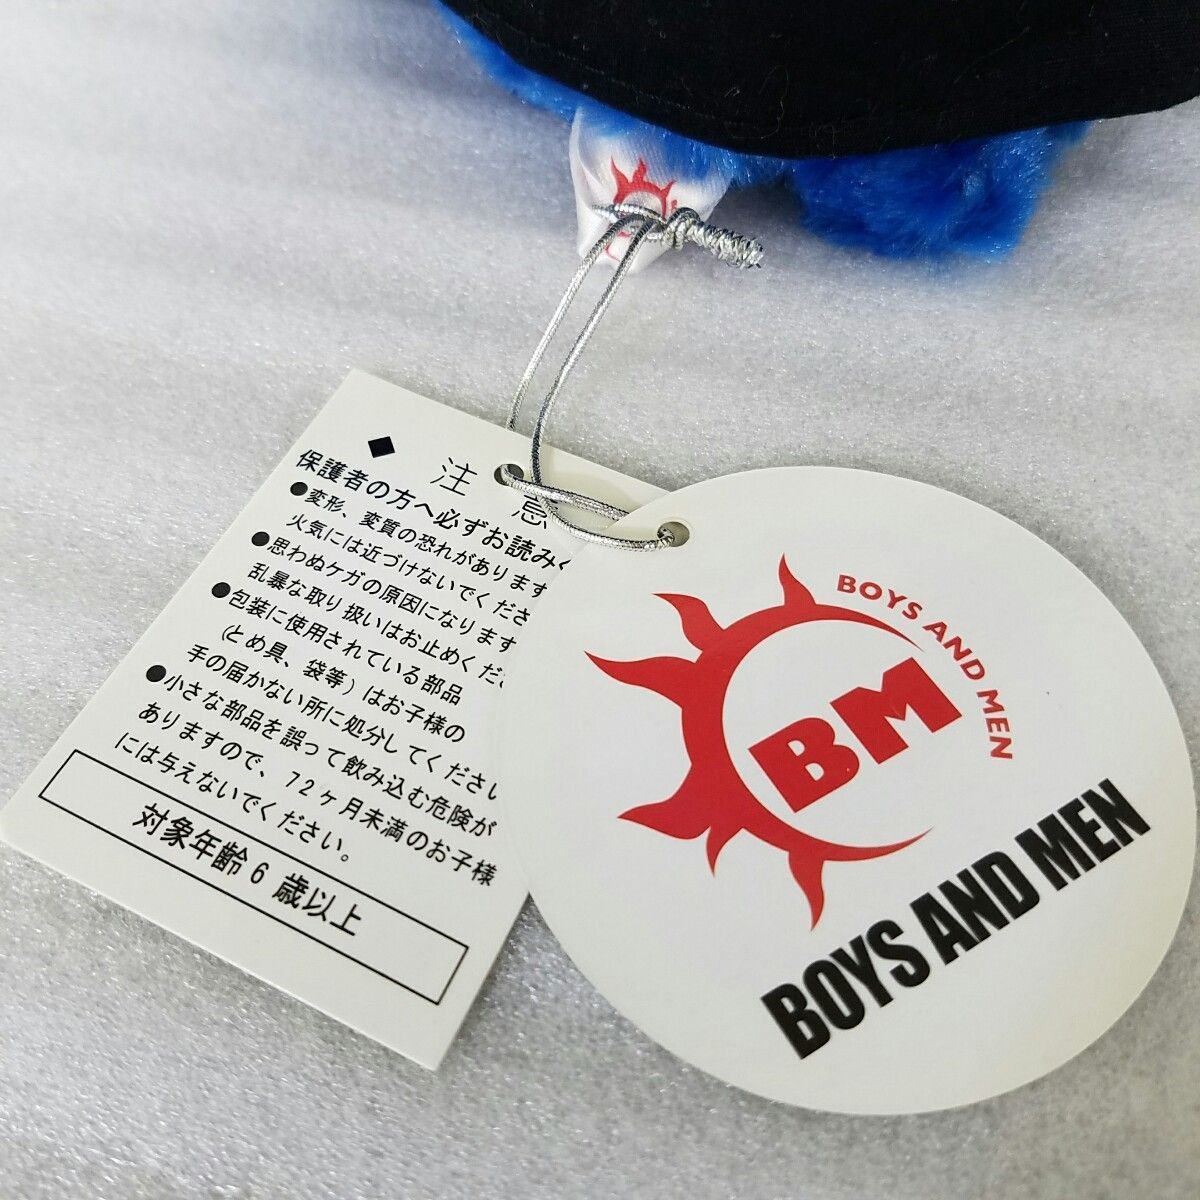 ◆ 注 意
保護者の方へ必ずお読みく
●変形、変質の恐れがあります
火気には近づけないでくださ
●思わぬケガの原因になります
乱暴な取り扱いはお止めくださ
●包装に使用されている部品
(とめ具、袋等)はお子様の
手の届かない所に処分してください
●小さな部品を誤って飲み込む危険が
ありますので、72ヶ月未満のお子様
には与えないでください。
対象年齢6歳以上
BOYS AND MEN
BM
BOYS AND MEN